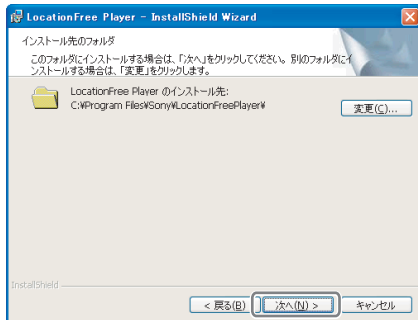 LocationFree Player - InstallShield Wizard
インストール先のフォルダ
このフォルダにインストールする場合は、「次へ」をクリックしてください。別のフォルダにイ
ンストールする場合は、「変更」をクリックします。
LocationFree Player のインストール先:
C:¥Program Files¥Sony¥LocationFreePlayer¥
変更(C)...
InstallShield
< 戻る(B)
次へ(N) >
キャンセル